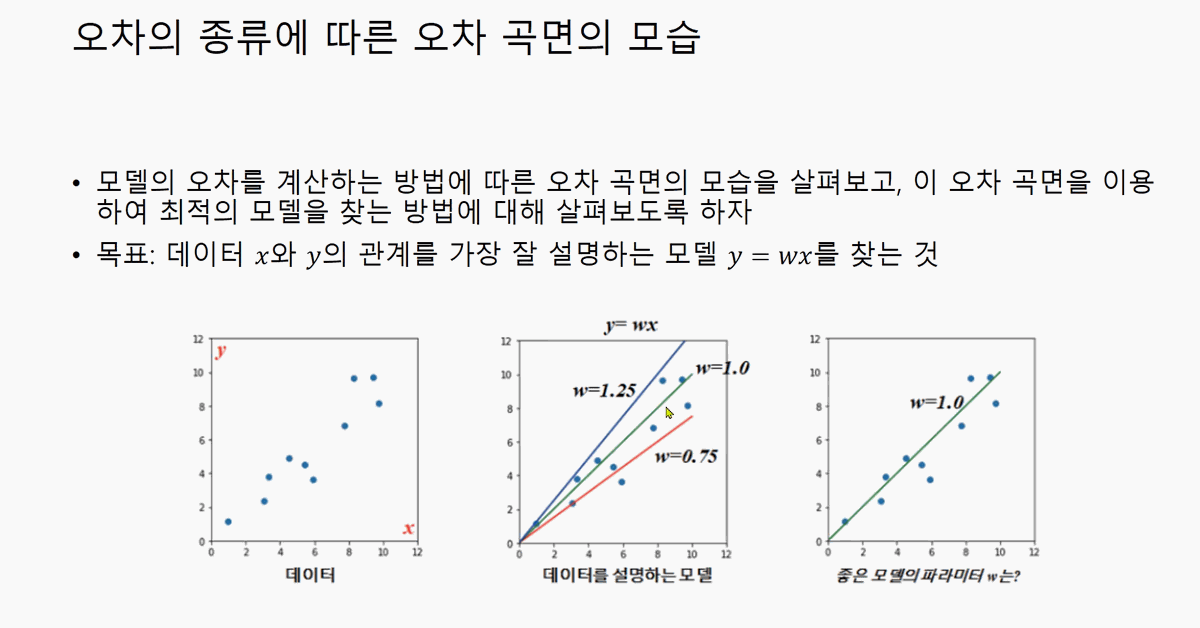 오차의 종류에 따른 오차 곡면의 모습
• 모델의 오차를 계산하는 방법에 따른 오차 곡면의 모습을 살펴보고, 이 오차 곡면을 이용
하여 최적의 모델을 찾는 방법에 대해 살펴보도록 하자
• 목표: 데이터 x와 y의 관계를 가장 잘 설명하는 모델 y = wx를 찾는 것
12
10
8
6
4
2
0
y
x
0 2 4 6 8 10 12
데이터
y= wx
12
10
8
6
4
2
0
w=1.0
w=1.25
w=0.75
0 2 4 6 8 10 12
데이터를 설명하는 모델
12
10
8
6
4
2
0
w=1.0
0 2 4 6 8 10 12
좋은 모델의 파라미터 w는?